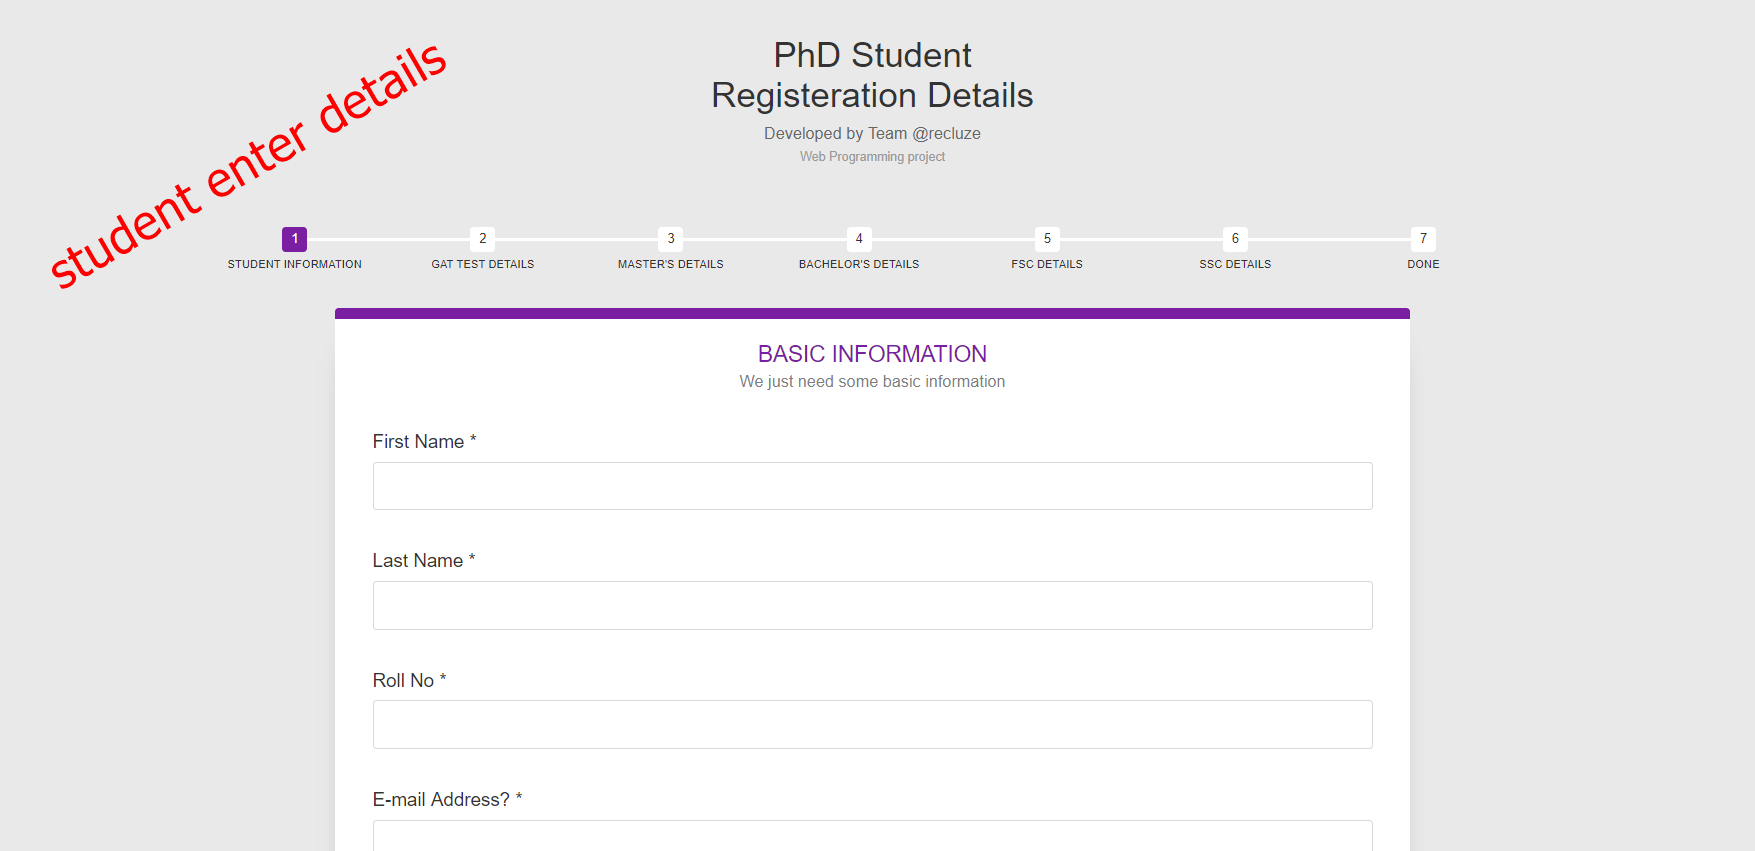 student enter details
PhD Student
Registeration Details
Developed by Team @recluze
Web Programming project
1 2 3 4 5 6 7
STUDENT INFORMATION GAT TEST DETAILS MASTER'S DETAILS BACHELOR'S DETAILS FSC DETAILS SSC DETAILS DONE
BASIC INFORMATION
We just need some basic information
First Name *
Last Name *
Roll No *
E-mail Address? *